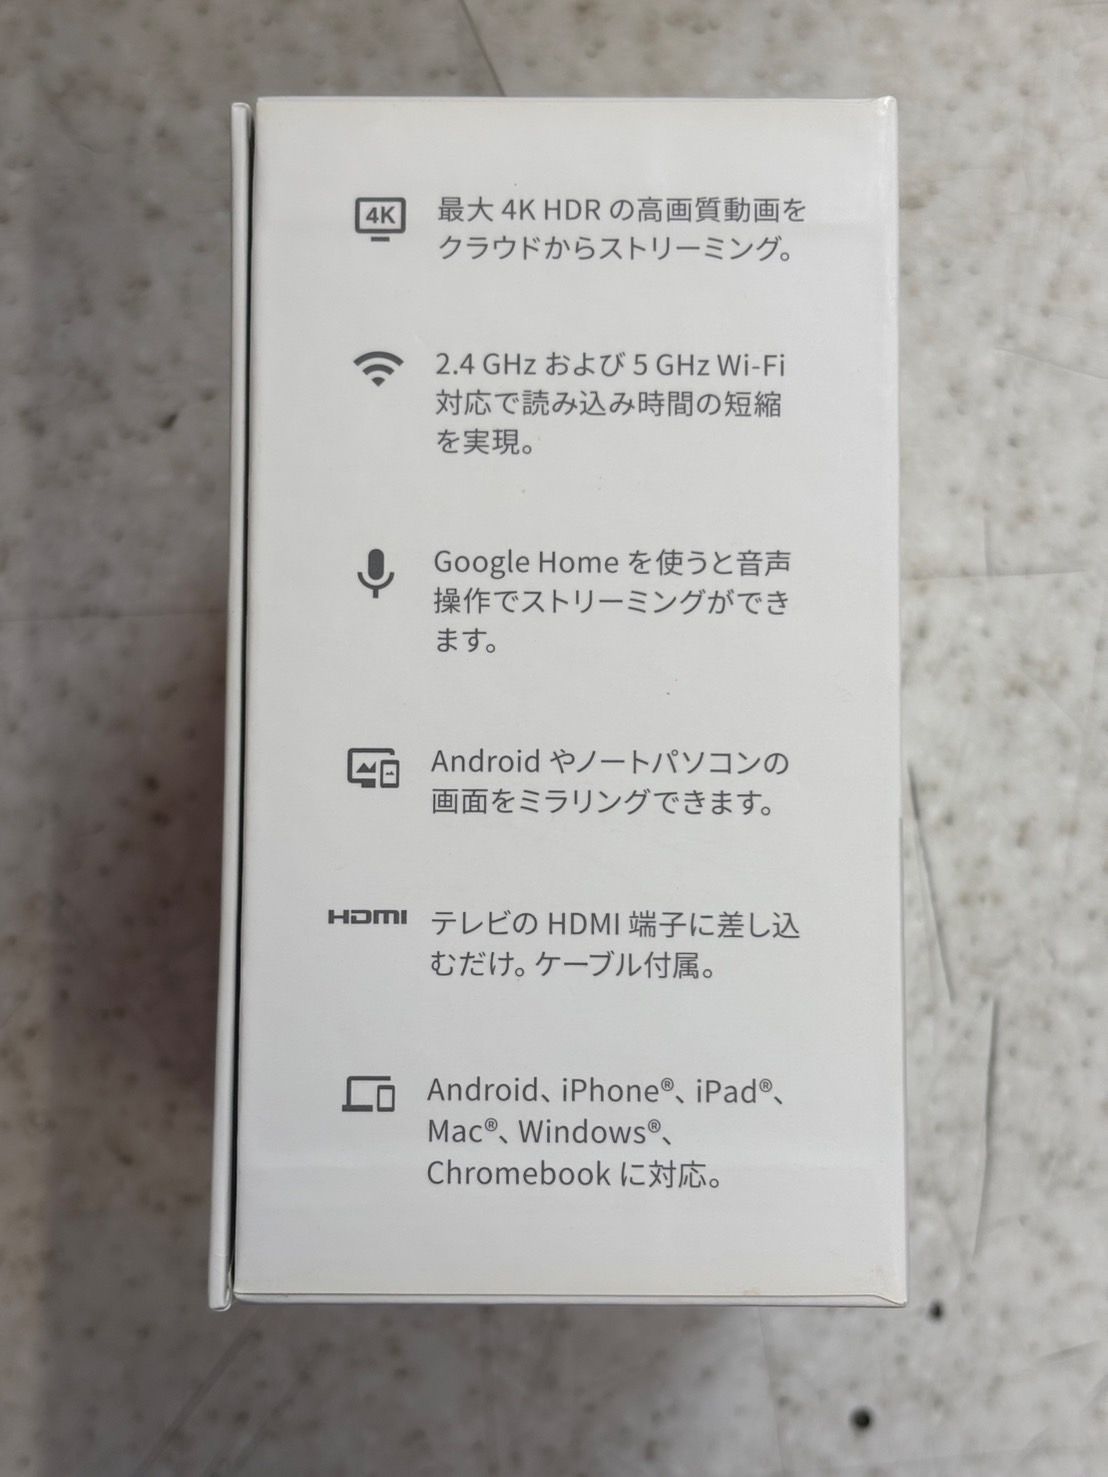 4K
最大 4K HDR の高画質動画を
クラウドからストリーミング。
2.4 GHz および 5 GHz Wi-Fi
対応で読み込み時間の短縮
を実現。
Google Home を使うと音声
操作でストリーミングができ
ます。
Android やノートパソコンの
画面をミラリングできます。
HDMI
テレビの HDMI 端子に差し込
むだけ。ケーブル付属。
Android、iPhone®、iPad®、
Mac®、Windows®、
Chromebook に対応。